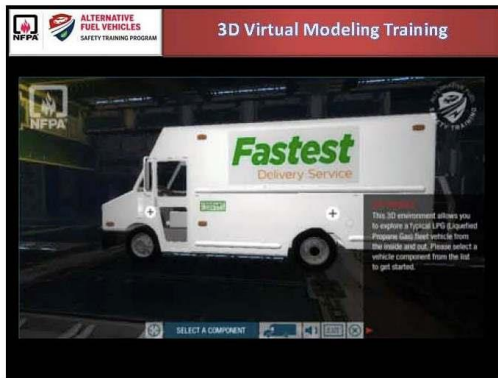 NFPA
ALTERNATIVE
FUEL VEHICLES
SAFETY TRAINING PROGRAM
3D Virtual Modeling Training
NFPA
Fastest
Delivery Service
This 3D environment allows you
to explore a typical LPG (Liquefied
Propane Gas) fleet vehicle from
the inside and out. Please select a
vehicle component from the list
to get started.
SELECT A COMPONENT
EXIT